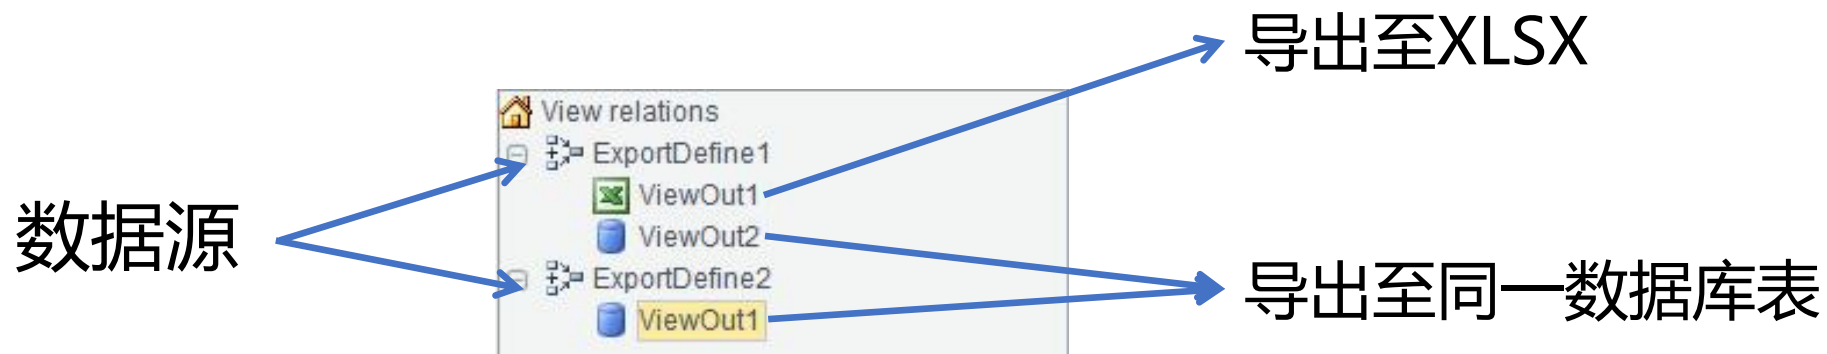 导出至XLSX
View relations
ExportDefine1
ViewOut1
数据源
ViewOut2
ExportDefine2
导出至同一数据库表
ViewOut1